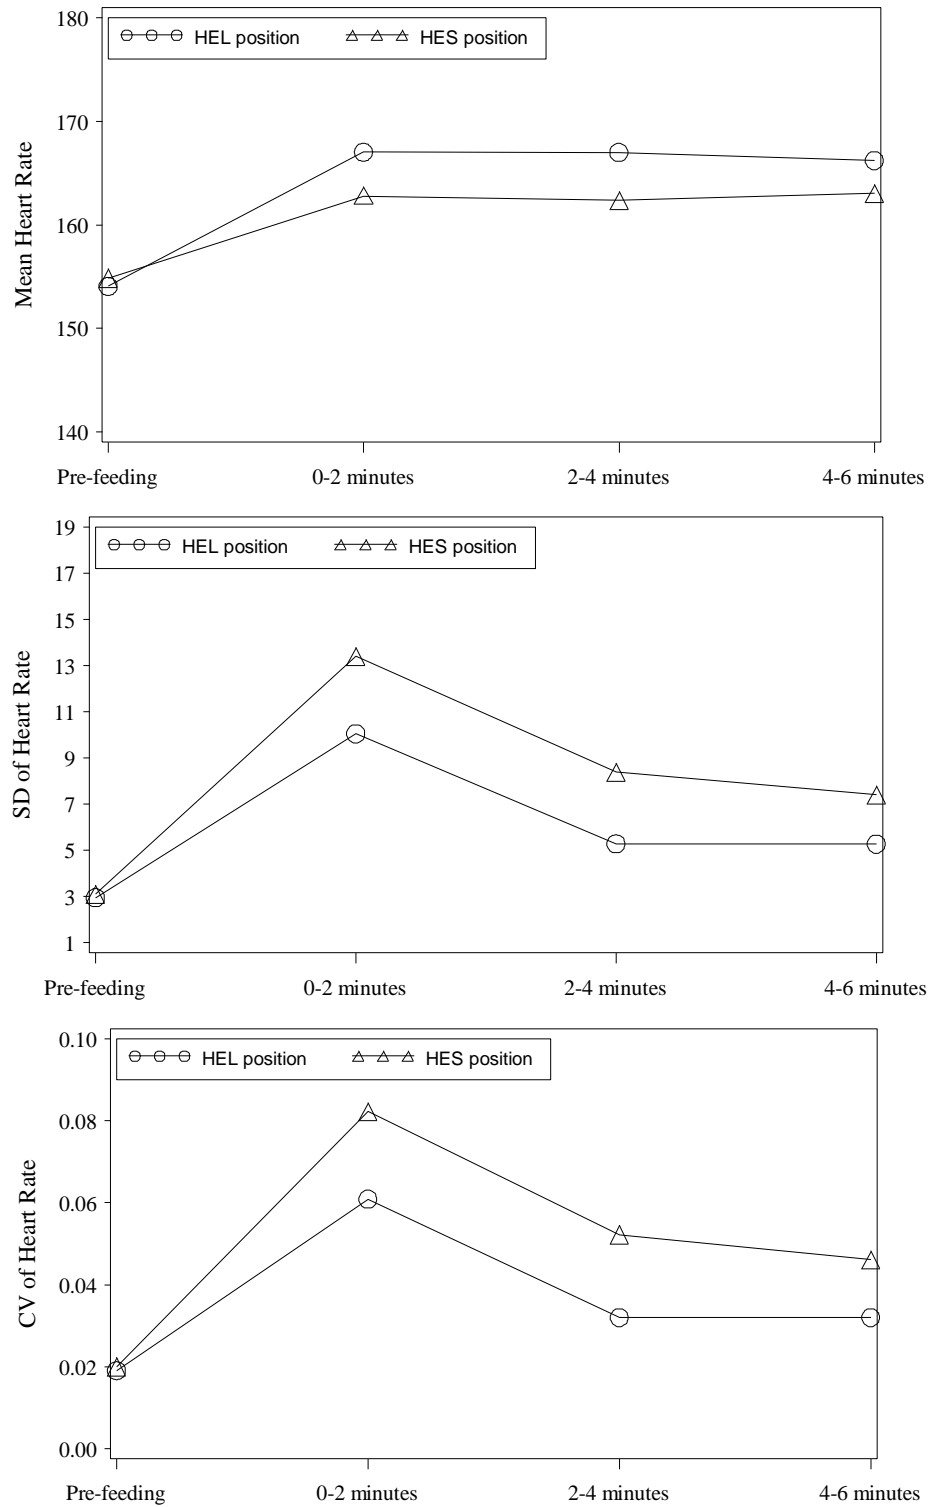 180
HEL position HES position
170
160
150
140
Mean Heart Rate
Pre-feeding 0-2 minutes 2-4 minutes 4-6 minutes
19
HEL position HES position
17
15
13
11
9
7
5
3
1
SD of Heart Rate
Pre-feeding 0-2 minutes 2-4 minutes 4-6 minutes
0.10
HEL position HES position
0.08
0.06
0.04
0.02
0.00
CV of Heart Rate
Pre-feeding 0-2 minutes 2-4 minutes 4-6 minutes